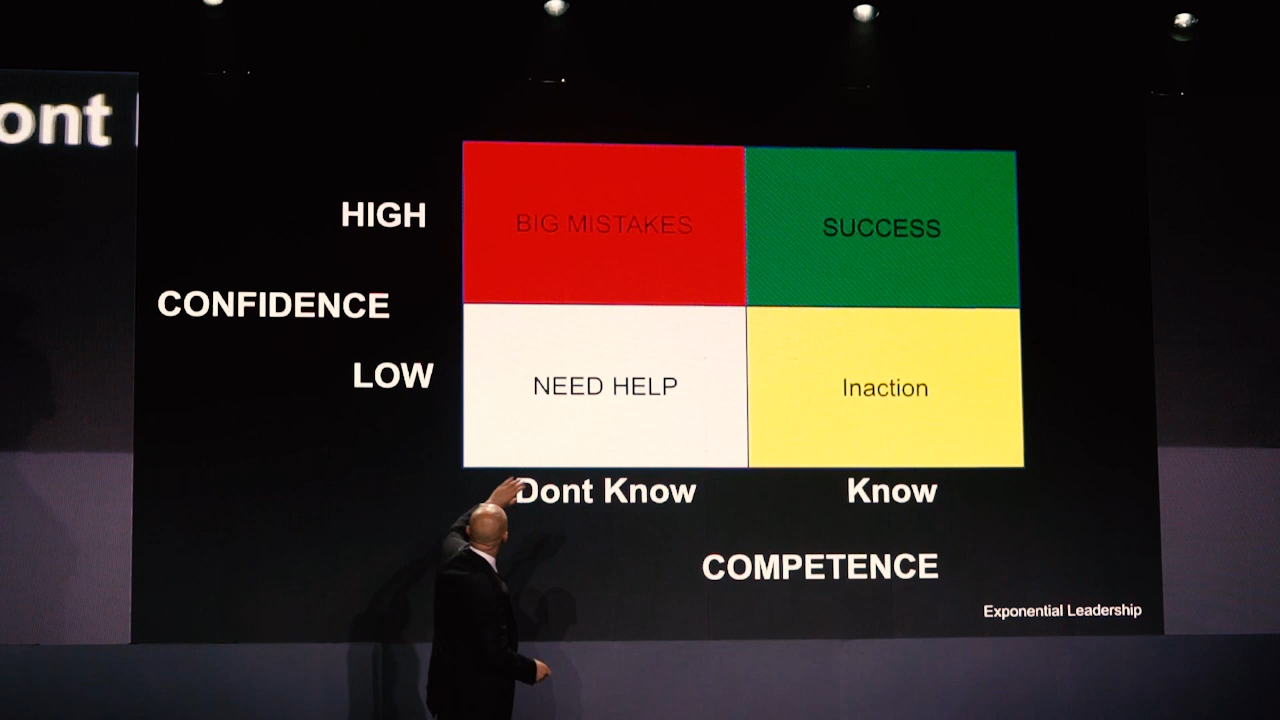 ont
HIGH
BIG MISTAKES
SUCCESS
CONFIDENCE
LOW
NEED HELP
Inaction
Dont Know
Know
COMPETENCE
Exponential Leadership